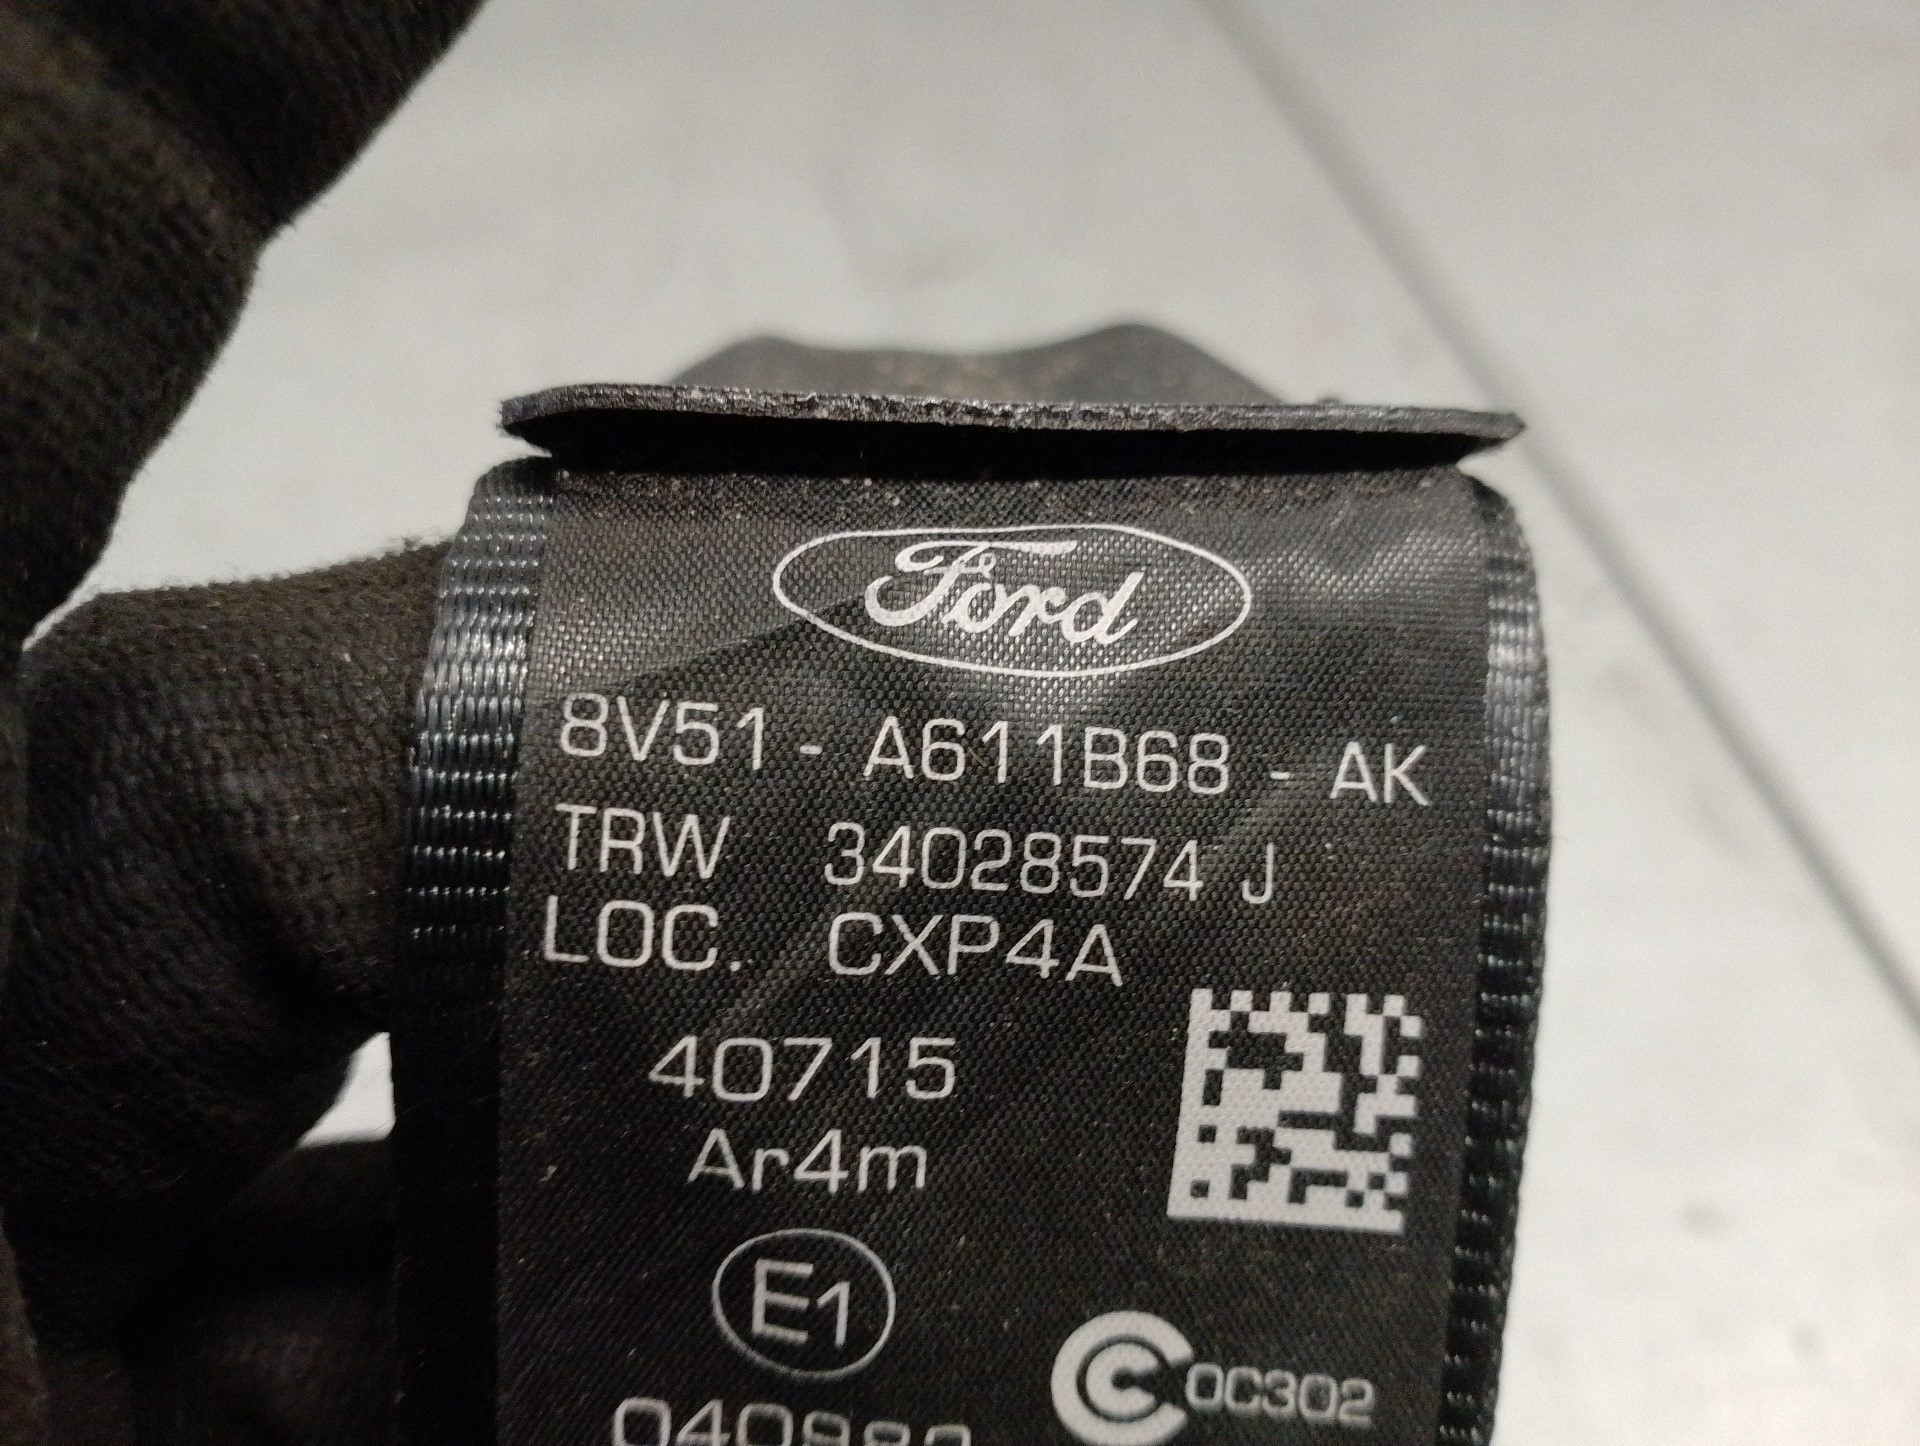 Ford
8V51 - A611B68 - AK
TRW 34028574 J
LOC. CXP4A
40715
Ar4m
E1
C 0C302